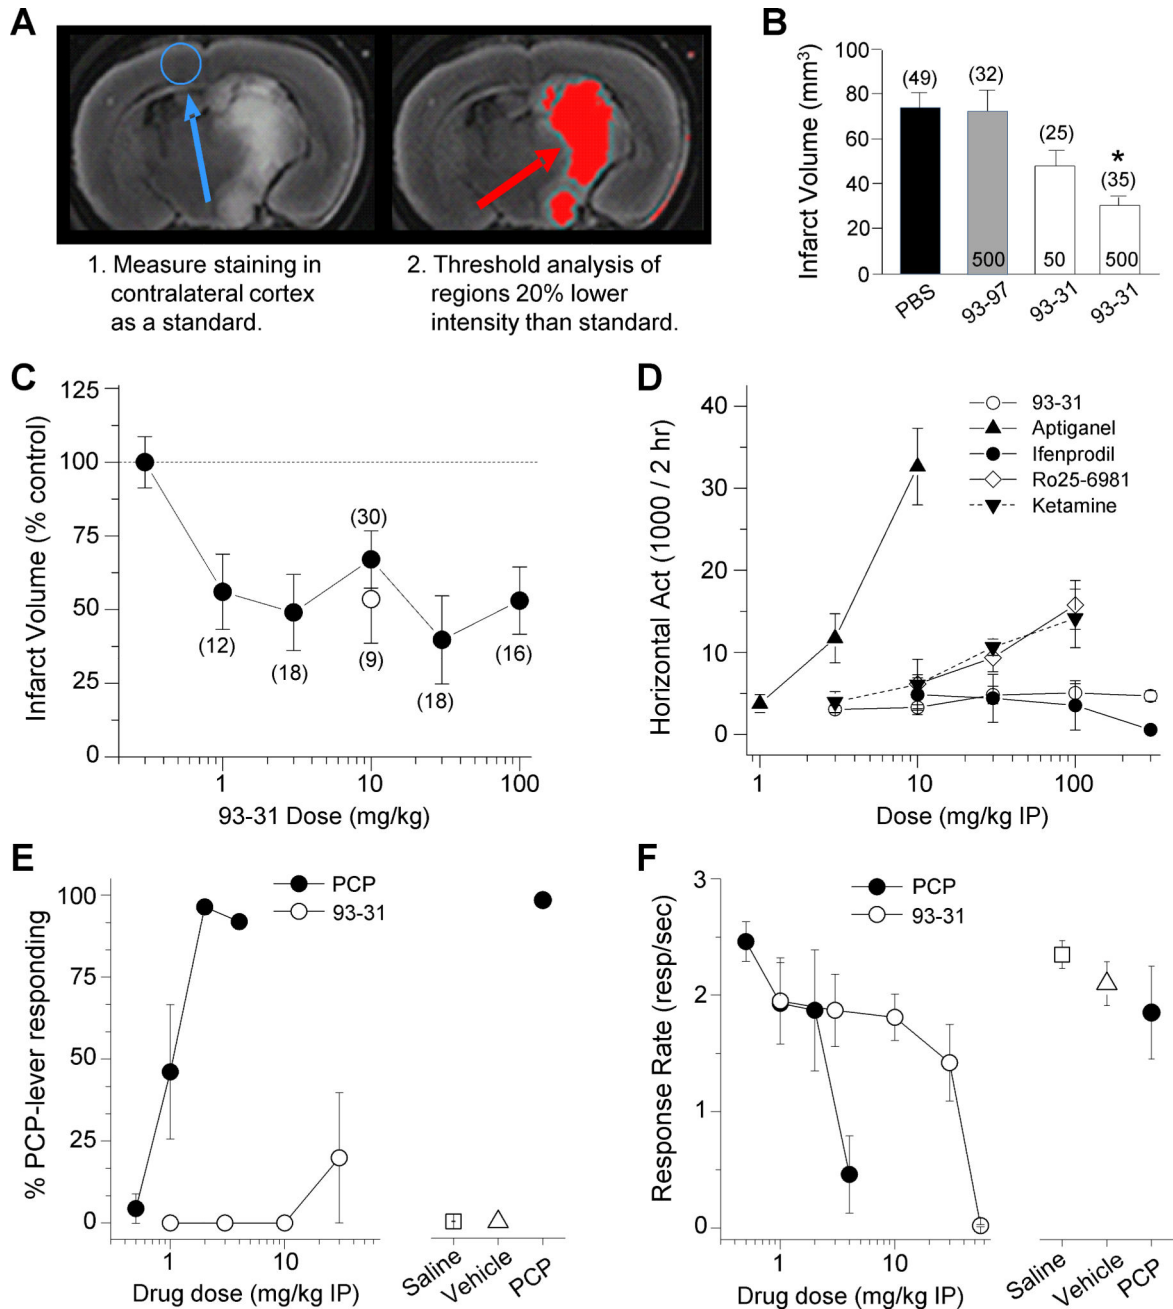 A
1. Measure staining in
contralateral cortex
as a standard.
2. Threshold analysis of
regions 20% lower
intensity than standard.
B
Infarct Volume (mm³)
100
80
60
40
20
0
(49)
(32)
(25)
*
(35)
500
50
500
PBS
93-97
93-31
93-31
C
Infarct Volume (% control)
125
100
75
50
25
0
(30)
(12)
(18)
(9)
(18)
(16)
1
10
100
93-31 Dose (mg/kg)
D
Horizontal Act (1000 / 2 hr)
40
30
20
10
0
93-31
Aptiganel
Ifenprodil
Ro25-6981
Ketamine
1
10
100
Dose (mg/kg IP)
E
% PCP-lever responding
100
75
50
25
0
PCP
93-31
1
10
Drug dose (mg/kg IP)
Saline
Vehicle
PCP
F
Response Rate (resp/sec)
3
2
1
0
PCP
93-31
1
10
Drug dose (mg/kg IP)
Saline
Vehicle
PCP